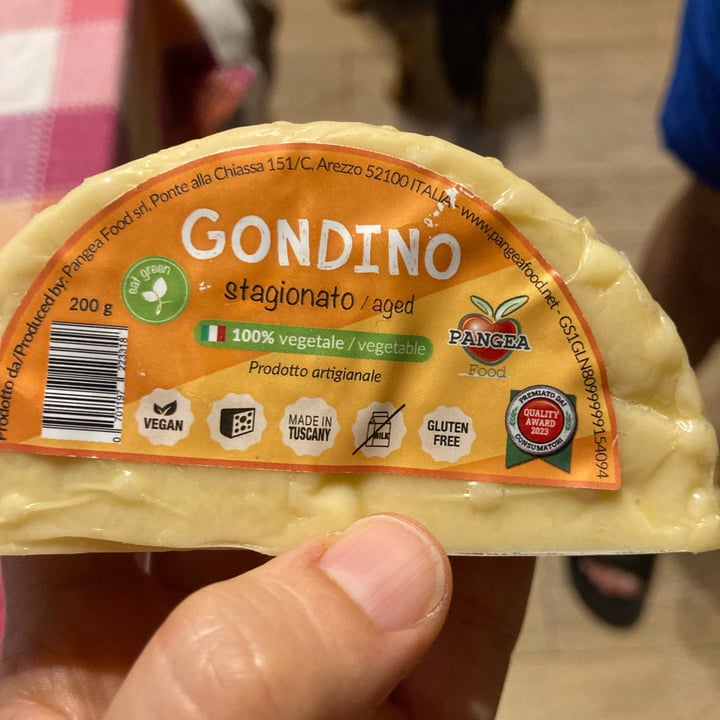 Prodotto da/Produced by: Pangea Food srl, Ponte alla Chiassa 151/C, Arezzo 52100 ITALIA www.pangeafood.net - GS1GLN8099999154094
GONDINO
eat green
stagionato / aged
200 g
100% vegetale / vegetable
PANGEA
Food
Prodotto artigianale
VEGAN
MADE IN
TUSCANY
MILK
GLUTEN
FREE
PREMIATO DAI
QUALITY
AWARD
2023
CONSUMATORI